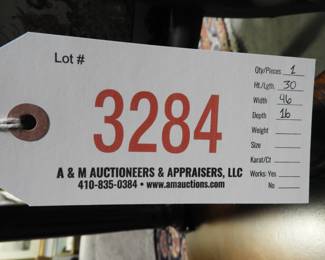 Lot #
3284
A & M AUCTIONEERS & APPRAISERS, LLC
410-835-0384 • www.amauctions.com
Qty/Pieces 1
Ht./Lgth. 30
Width 46
Depth 16
Weight
Size
Karat/Ct
Works: Yes
No